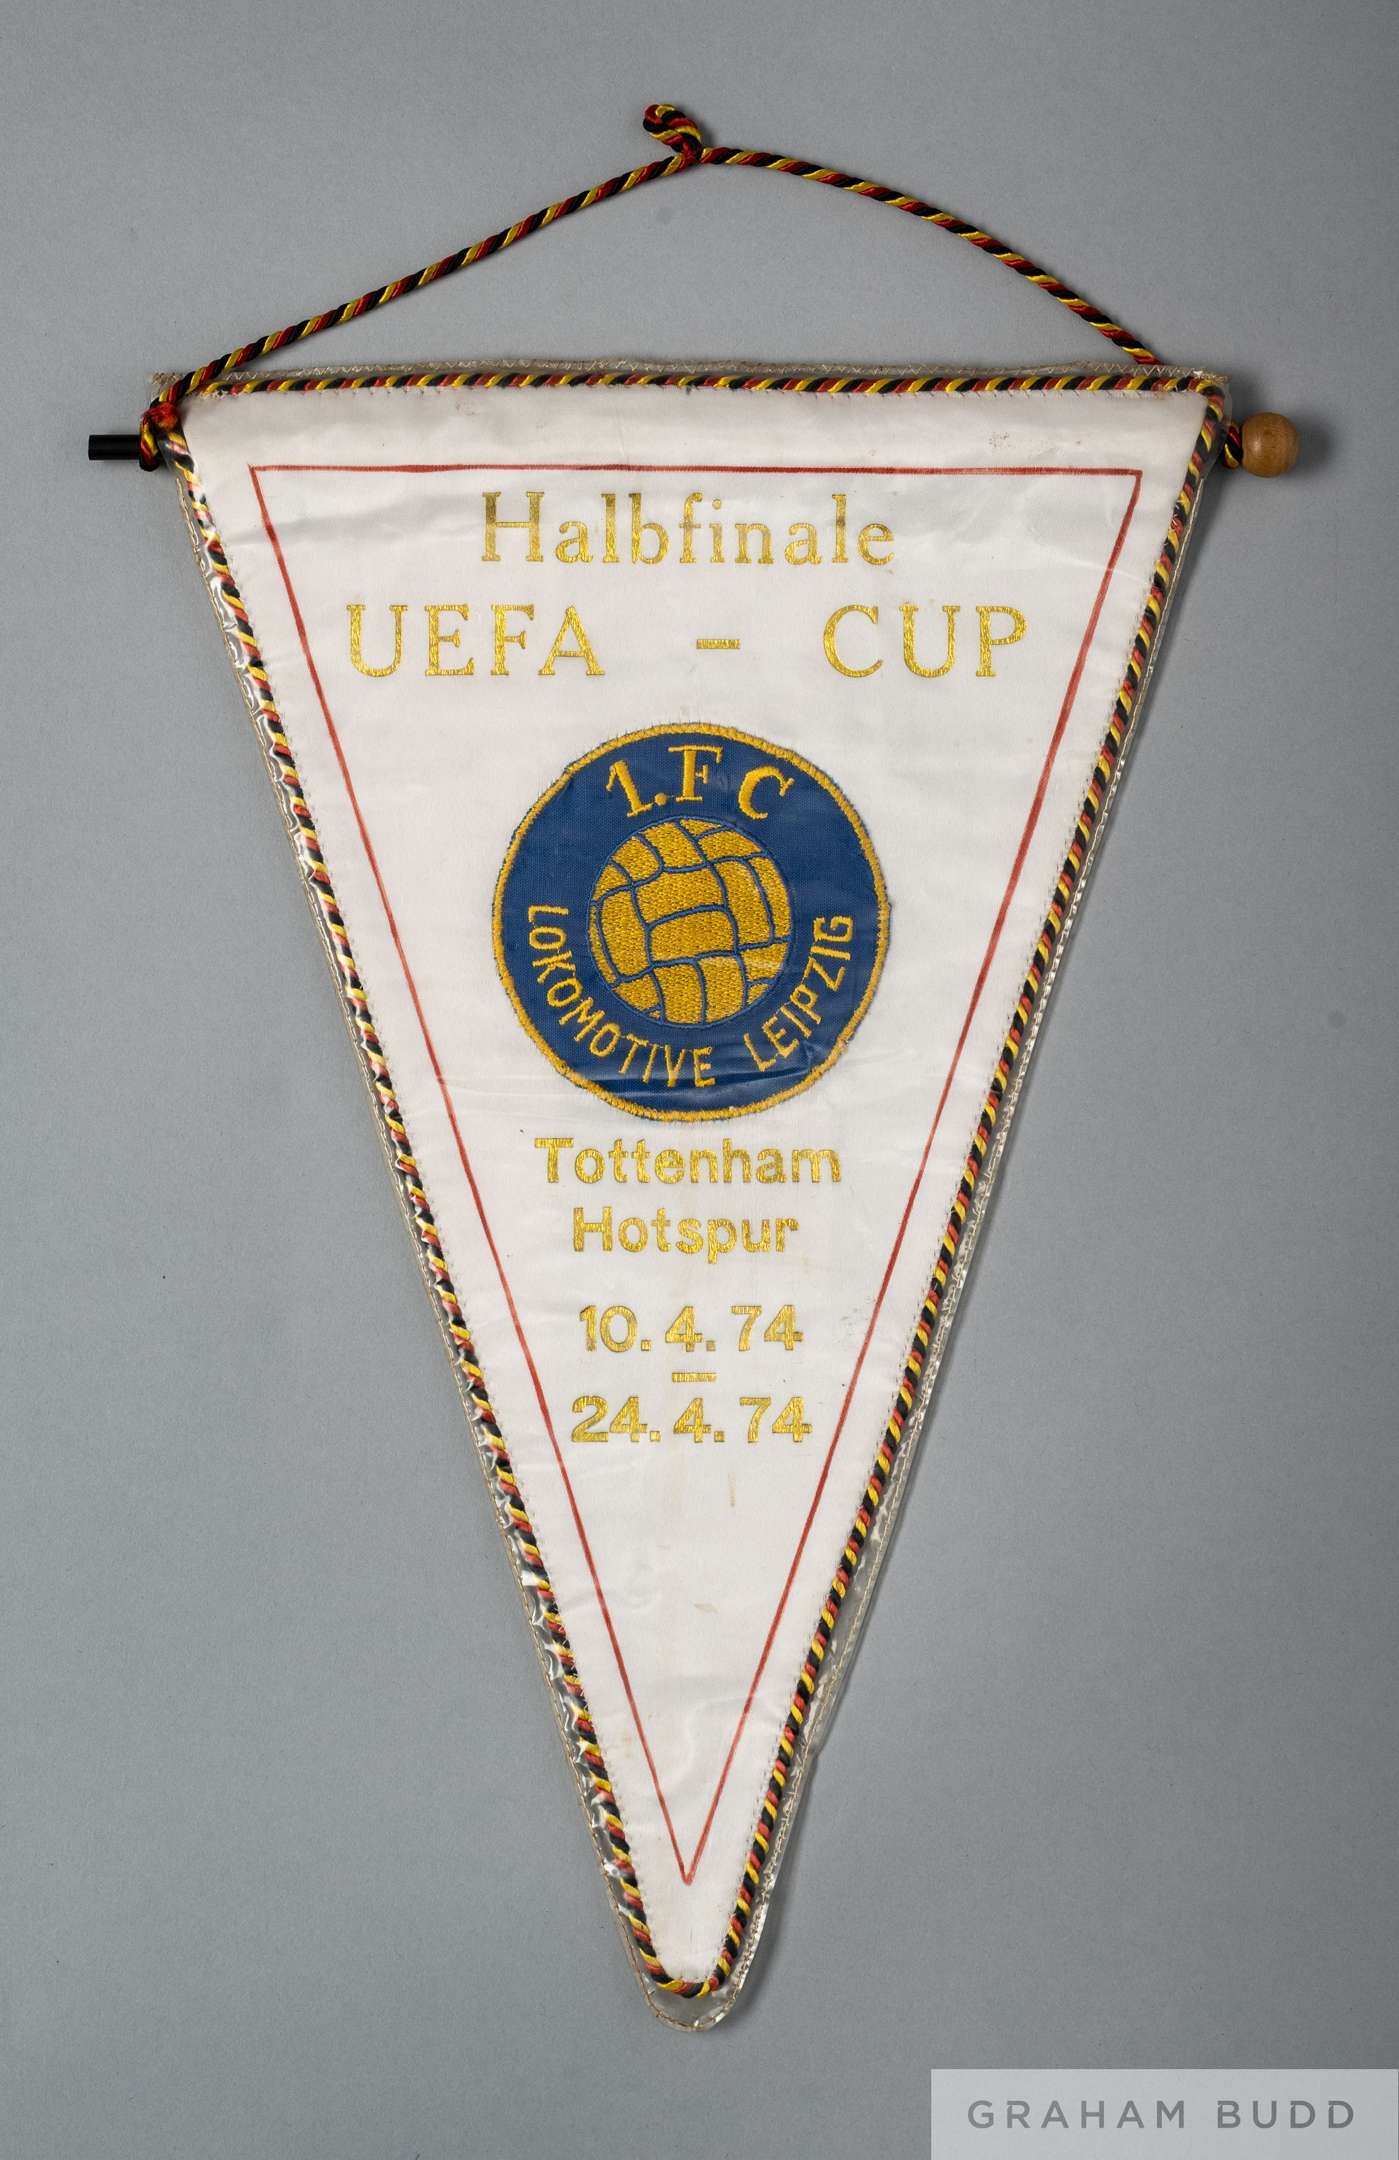 Halbfinale
UEFA - CUP
1. FC
LOKOMOTIVE LEIPZIG
Tottenham
Hotspur
10. 4. 74
-
24. 4. 74
GRAHAM BUDD